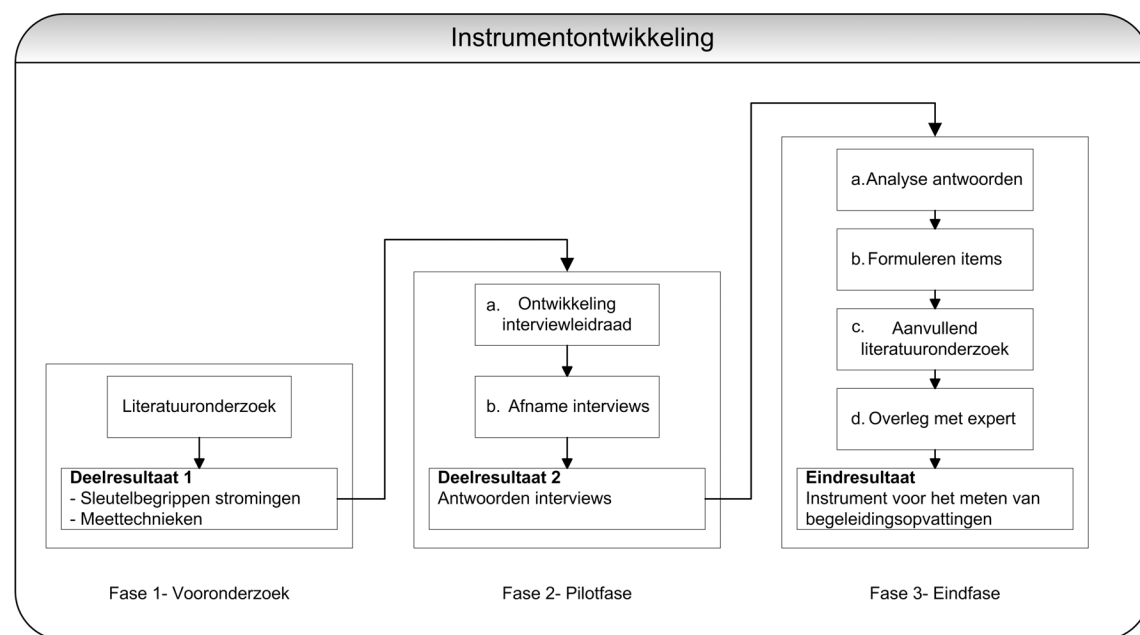 Instrumentontwikkeling
Literatuuronderzoek
Deelresultaat 1
- Sleutelbegrippen stromingen
- Meettechnieken
Fase 1- Vooronderzoek
a. Ontwikkeling
interviewleidraad
b. Afname interviews
Deelresultaat 2
Antwoorden interviews
Fase 2- Pilotfase
a.Analyse antwoorden
b. Formuleren items
c. Aanvullend
literatuuronderzoek
d. Overleg met expert
Eindresultaat
Instrument voor het meten van
begeleidingsopvattingen
Fase 3- Eindfase